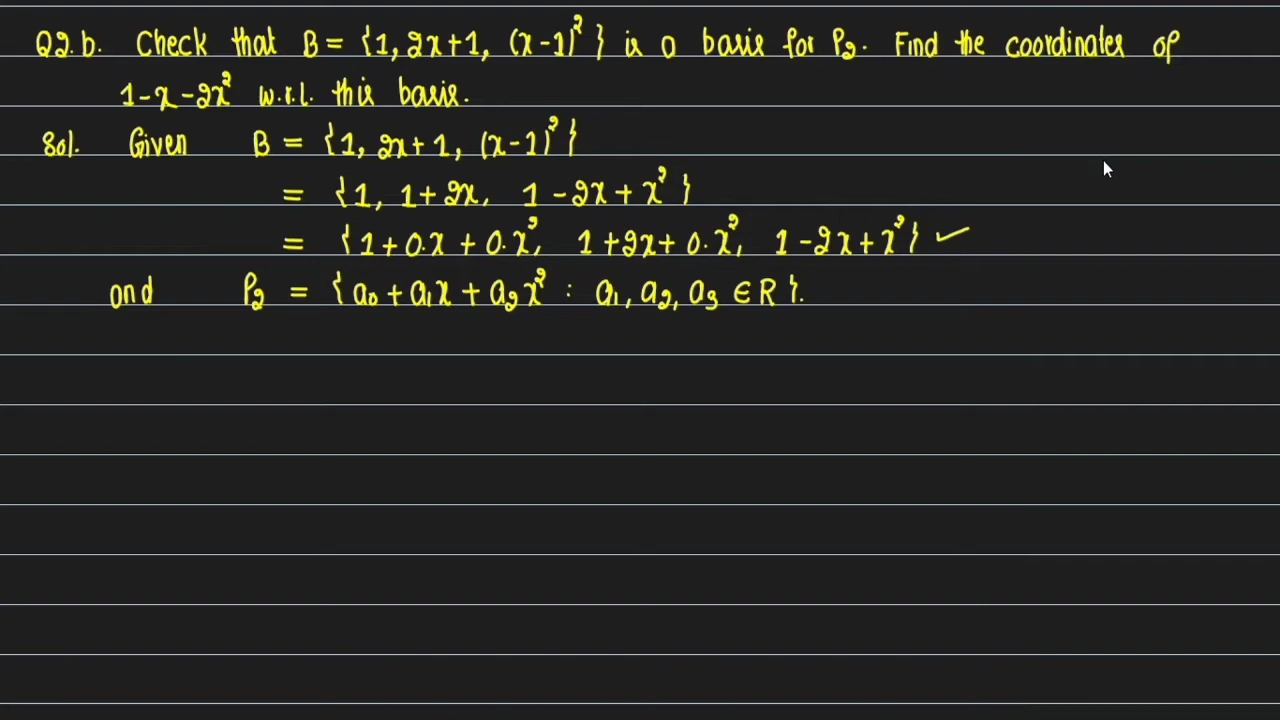 Q2.b. Check that B = {1, 2x+1, (x-1)²} is a basis for P₂. Find the coordinates of
1-x-2x² w.r.t. this basis.
Sol. Given B = {1, 2x+1, (x-1)²}
= {1, 1+2x, 1-2x+x²}
= {1+0.x+0.x², 1+2x+0.x², 1-2x+x²} ✓
and P₂ = {a₀+a₁x+a₂x² : a₁, a₂, a₃ ∈ R}.